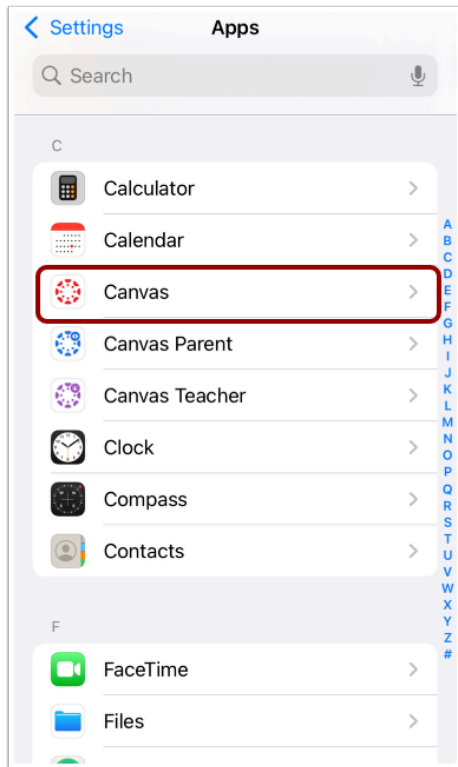 Settings Apps
Search
C
Calculator
Calendar
Canvas
Canvas Parent
Canvas Teacher
Clock
Compass
Contacts
F
FaceTime
Files
A
B
C
D
E
F
G
H
I
J
K
L
M
N
O
P
Q
R
S
T
U
V
W
X
Y
Z
#